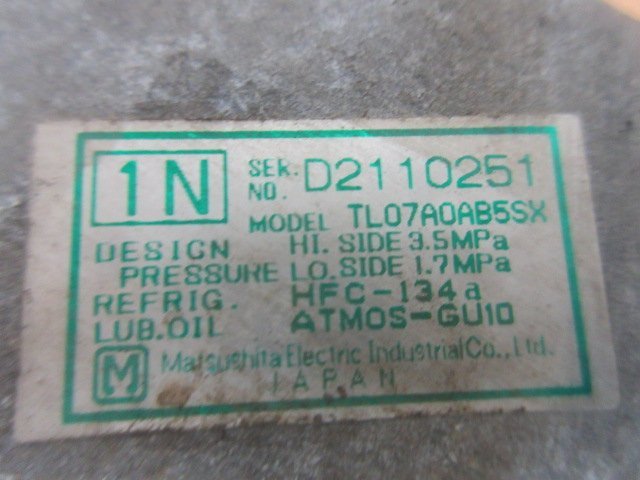 1N
SER. NO. D2110251
MODEL TL07A0AB5SX
DESIGN PRESSURE HI. SIDE 3.5MPa
LO. SIDE 1.7MPa
REFRIG. HFC-134a
LUB.OIL ATMOS-GU10
M Matsushita Electric Industrial Co., Ltd.
JAPAN